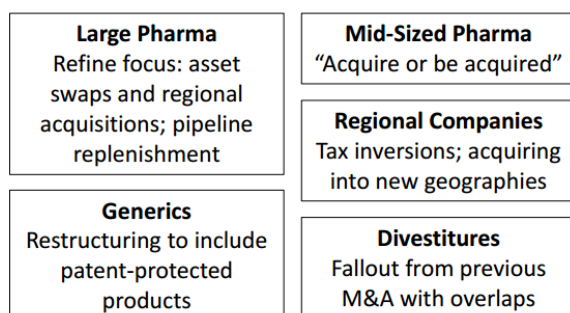 Large Pharma
Refine focus: asset
swaps and regional
acquisitions; pipeline
replenishment
Generics
Restructuring to include
patent-protected
products
Mid-Sized Pharma
“Acquire or be acquired”
Regional Companies
Tax inversions; acquiring
into new geographies
Divestitures
Fallout from previous
M&A with overlaps